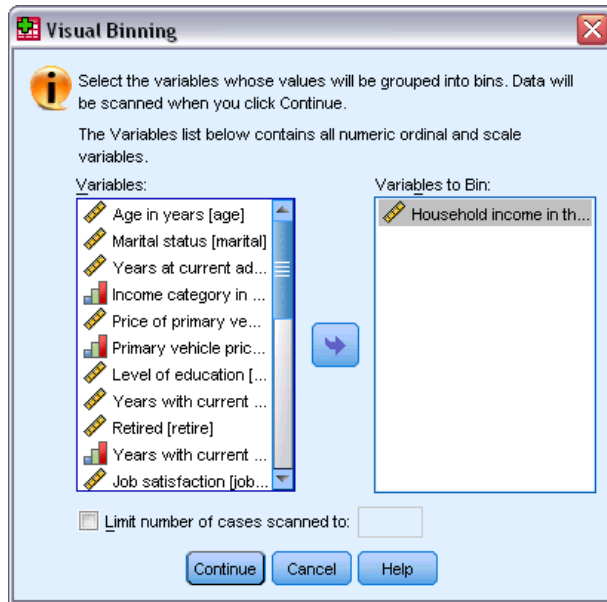 Visual Binning
Select the variables whose values will be grouped into bins. Data will
be scanned when you click Continue.
The Variables list below contains all numeric ordinal and scale
variables.
Variables:
Age in years [age]
Marital status [marital]
Years at current ad...
Income category in ...
Price of primary ve...
Primary vehicle pric...
Level of education [...
Years with current ...
Retired [retire]
Years with current ...
Job satisfaction [job...
Variables to Bin:
Household income in th...
Limit number of cases scanned to:
Continue
Cancel
Help